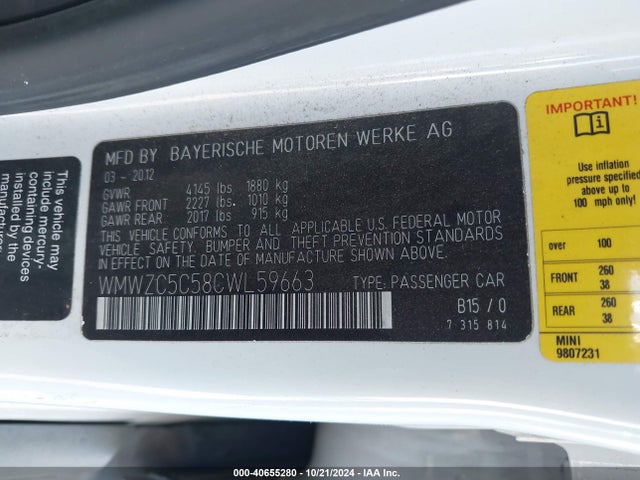 MFD BY BAYERISCHE MOTOREN WERKE AG
03 - 2012
GVWR 4145 lbs 1880 kg
GAWR FRONT 2227 lbs. 1010 kg
GAWR REAR 2017 lbs 915 kg
THIS VEHICLE CONFORMS TO ALL APPLICABLE U.S. FEDERAL MOTOR
VEHICLE SAFETY, BUMPER AND THEFT PREVENTION STANDARDS
IN EFFECT ON THE DATE OF MANUFACTURE SHOWN ABOVE.
WMWZC5C58CWL59663 TYPE: PASSENGER CAR
B15 / 0
7 315 814
This vehicle
include mercury-
containing de
installed by the
manufacturer:
IMPORTANT!
Use inflation
pressure specified
above up to
100 mph only!
over 100
FRONT 260 38
REAR 260 38
MINI
9807231
000-40655280 - 10/21/2024 - IAA Inc.